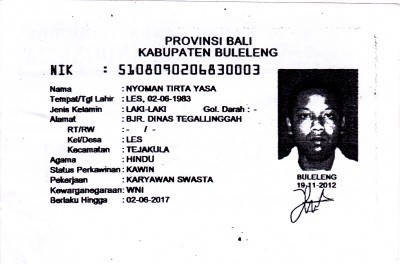 PROVINSI BALI
KABUPATEN BULELENG
NIK : 5108090206830003
Nama : NYOMAN TIRTA YASA
Tempat/Tgl Lahir : LES, 02-06-1983
Jenis Kelamin : LAKI-LAKI Gol. Darah : -
Alamat : BJR. DINAS TEGALLINGGAH
RT/RW : - / -
Kel/Desa : LES
Kecamatan : TEJAKULA
Agama : HINDU
Status Perkawinan : KAWIN
Pekerjaan : KARYAWAN SWASTA
Kewarganegaraan : WNI
Berlaku Hingga : 02-06-2017
BULELENG
19-11-2012